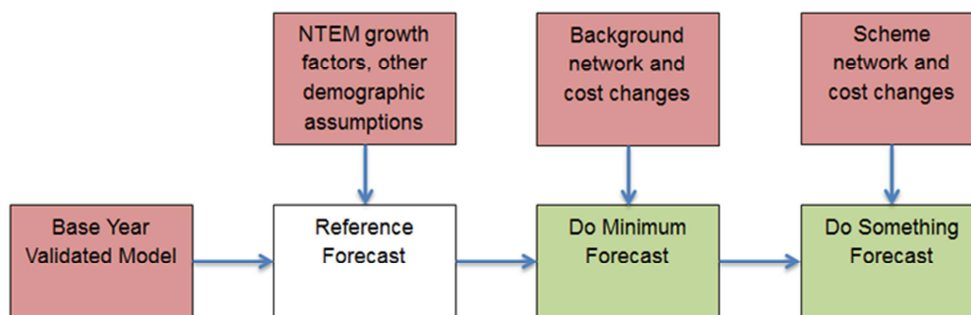 NTEM growth
factors, other
demographic
assumptions
Background
network and
cost changes
Scheme
network and
cost changes
Base Year
Validated Model
Reference
Forecast
Do Minimum
Forecast
Do Something
Forecast